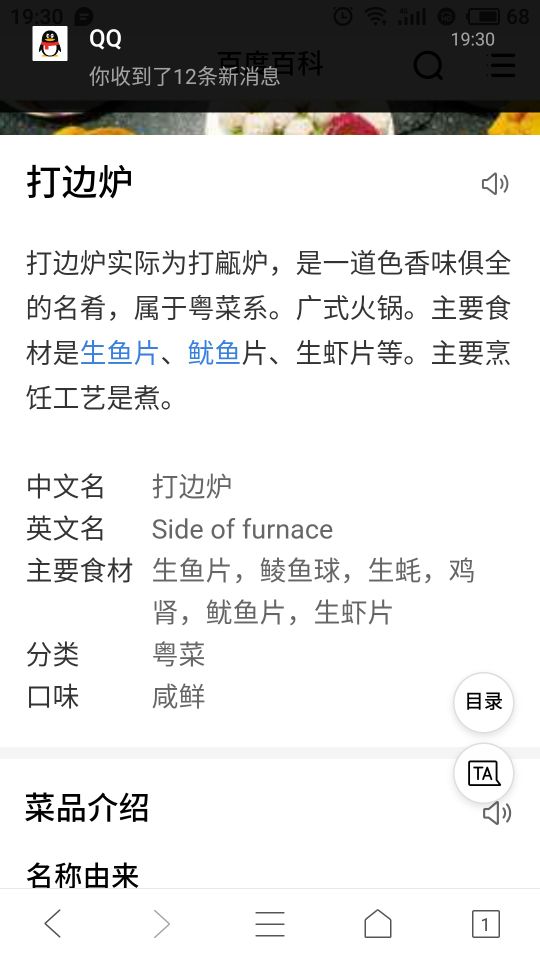 19:30
68
QQ
19:30
百度百科
你收到了12条新消息
打边炉
打边炉实际为打甂炉，是一道色香味俱全
的名肴，属于粤菜系。广式火锅。主要食
材是生鱼片、鱿鱼片、生虾片等。主要烹
饪工艺是煮。
中文名 打边炉
英文名 Side of furnace
主要食材 生鱼片，鲮鱼球，生蚝，鸡
肾，鱿鱼片，生虾片
分类 粤菜
口味 咸鲜
目录
TA
菜品介绍
名称由来
1